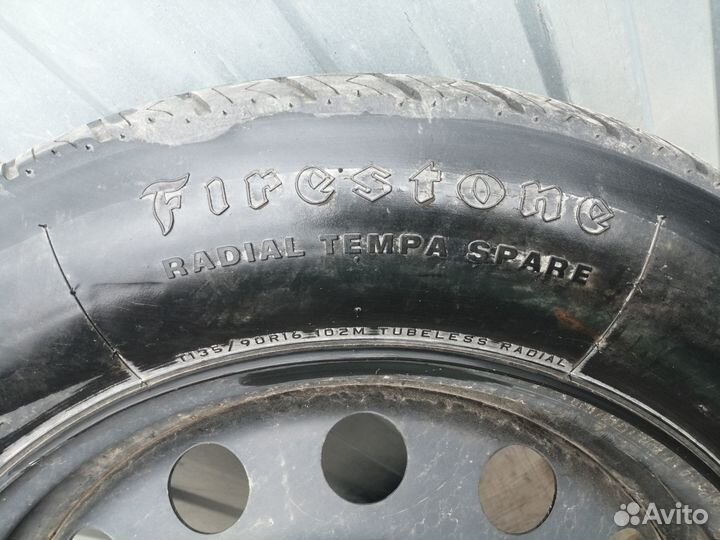 Firestone
RADIAL TEMPA SPARE
T135/90R16 102M TUBELESS RADIAL
Avito